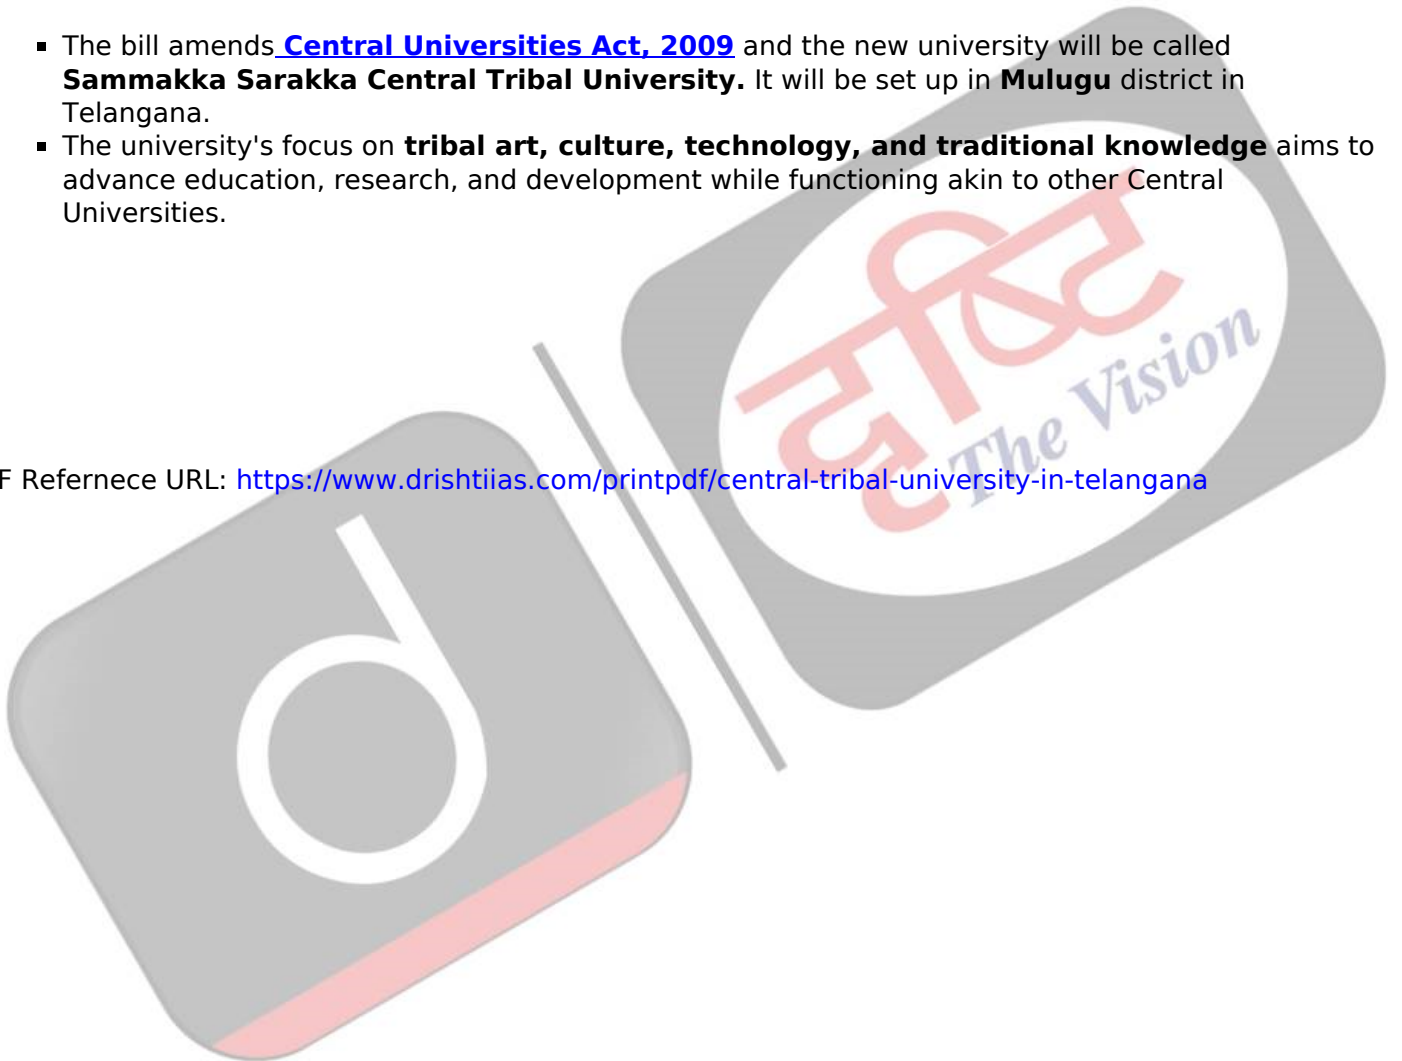 ▪ The bill amends Central Universities Act, 2009 and the new university will be called
Sammakka Sarakka Central Tribal University. It will be set up in Mulugu district in
Telangana.
▪ The university's focus on tribal art, culture, technology, and traditional knowledge aims to
advance education, research, and development while functioning akin to other Central
Universities.
दृष्टि
The Vision
F Refernece URL: https://www.drishtiias.com/printpdf/central-tribal-university-in-telangana
d